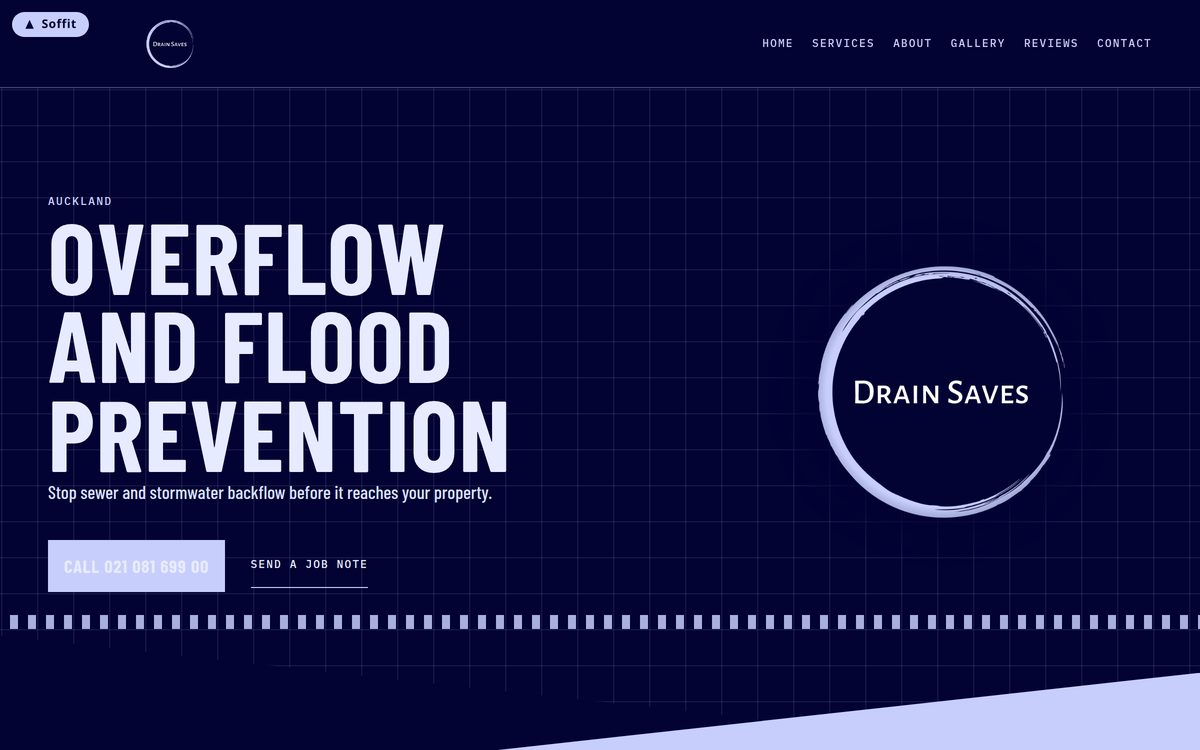 ▲ Soffit
DRAIN SAVES
HOME SERVICES ABOUT GALLERY REVIEWS CONTACT
AUCKLAND
OVERFLOW
AND FLOOD
PREVENTION
Stop sewer and stormwater backflow before it reaches your property.
DRAIN SAVES
CALL 021 081 699 00
SEND A JOB NOTE